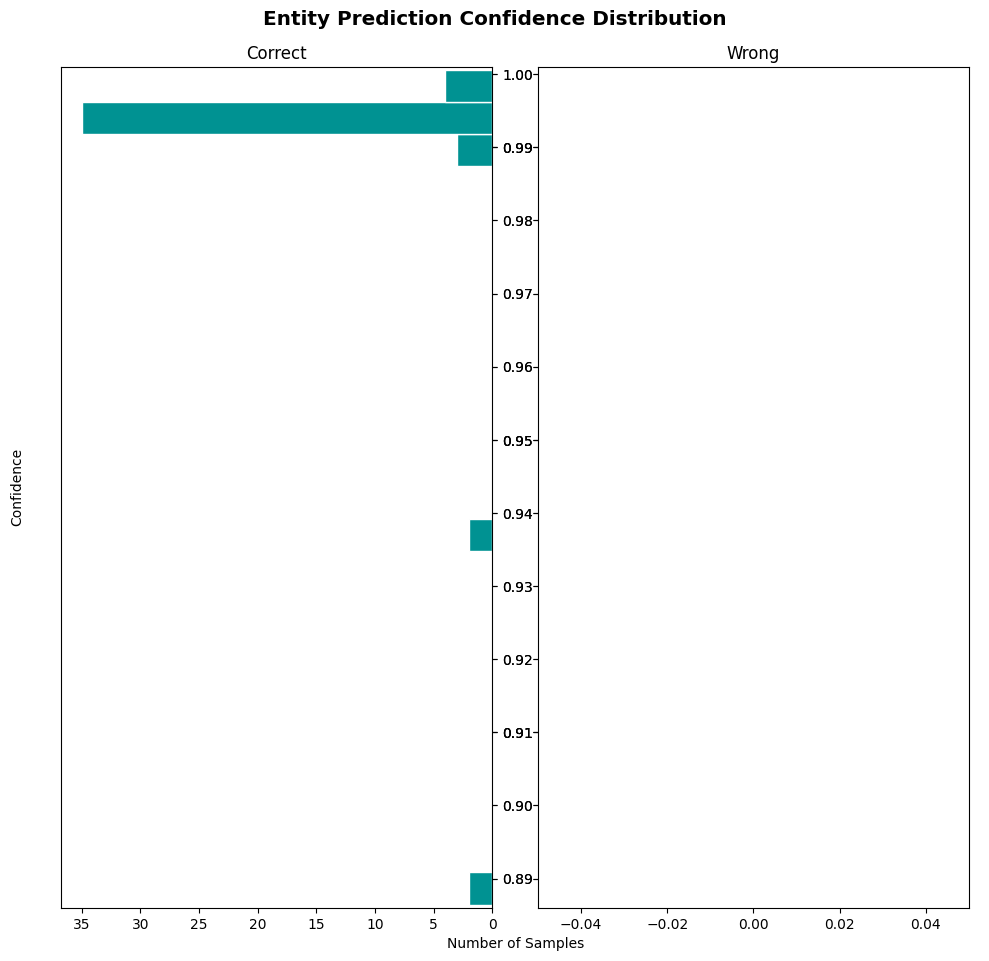 Entity Prediction Confidence Distribution
Correct
Wrong
1.00
0.99
0.98
0.97
0.96
0.95
0.94
0.93
0.92
0.91
0.90
0.89
Confidence
35 30 25 20 15 10 5 0
−0.04 −0.02 0.00 0.02 0.04
Number of Samples